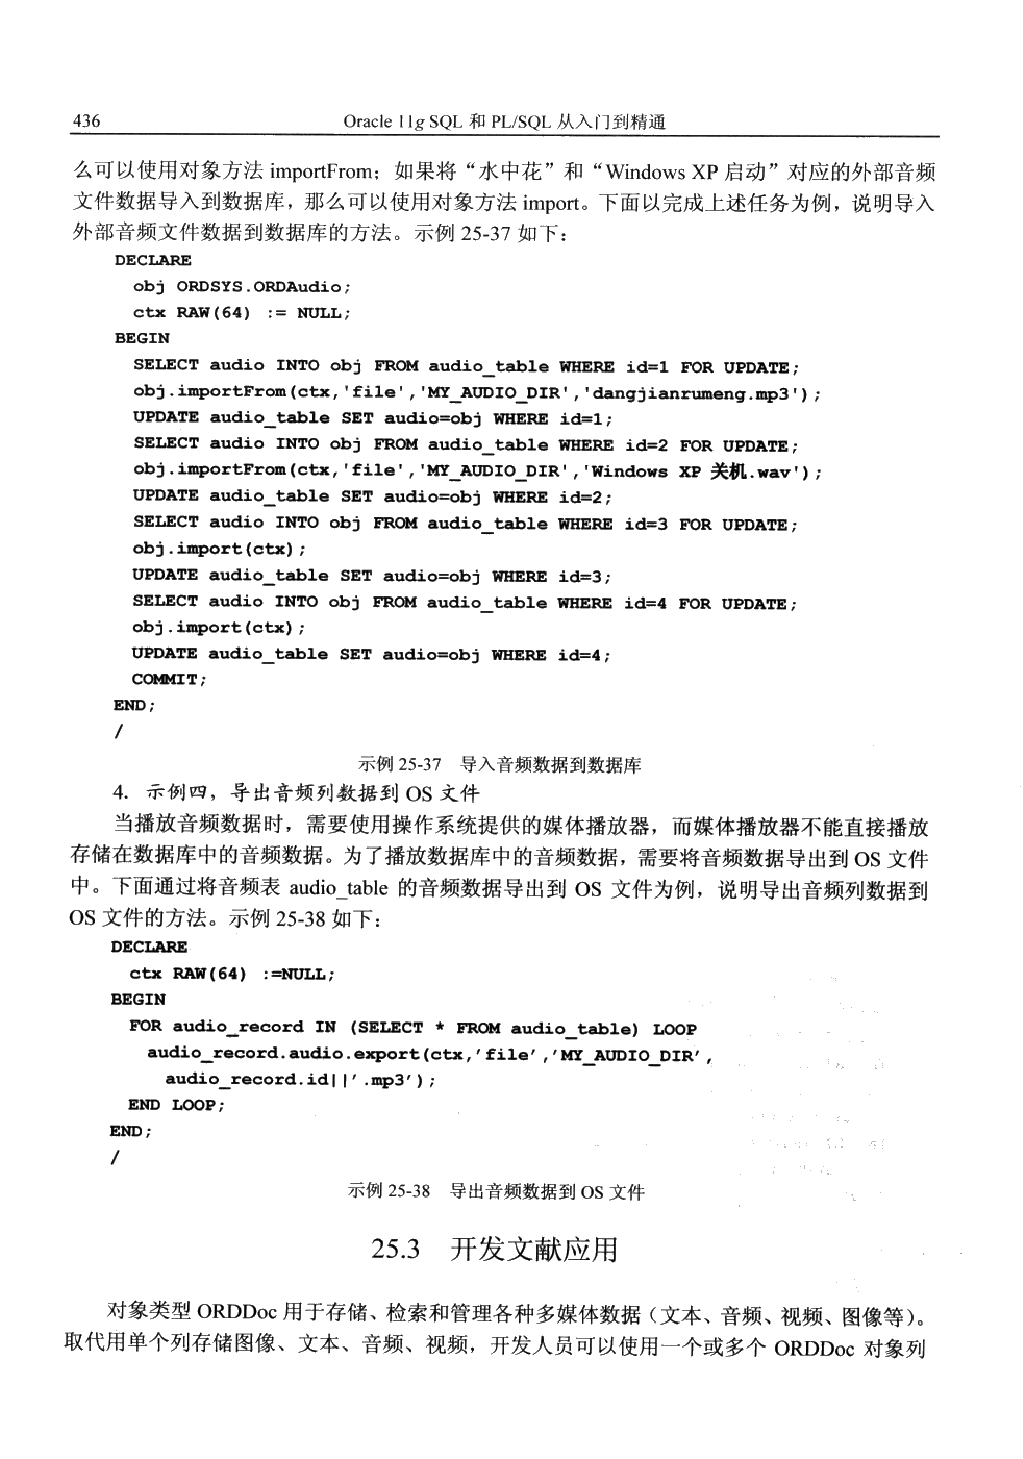 436 Oracle 11g SQL 和 PL/SQL 从入门到精通
么可以使用对象方法 importFrom；如果将“水中花”和“Windows XP 启动”对应的外部音频
文件数据导入到数据库，那么可以使用对象方法 import。下面以完成上述任务为例，说明导入
外部音频文件数据到数据库的方法。示例 25-37 如下：
DECLARE
obj ORDSYS.ORDAudio;
ctx RAW(64) := NULL;
BEGIN
SELECT audio INTO obj FROM audio_table WHERE id=1 FOR UPDATE;
obj.importFrom(ctx,'file','MY_AUDIO_DIR','dangjianrumeng.mp3');
UPDATE audio_table SET audio=obj WHERE id=1;
SELECT audio INTO obj FROM audio_table WHERE id=2 FOR UPDATE;
obj.importFrom(ctx,'file','MY_AUDIO_DIR','Windows XP 关机.wav');
UPDATE audio_table SET audio=obj WHERE id=2;
SELECT audio INTO obj FROM audio_table WHERE id=3 FOR UPDATE;
obj.import(ctx);
UPDATE audio_table SET audio=obj WHERE id=3;
SELECT audio INTO obj FROM audio_table WHERE id=4 FOR UPDATE;
obj.import(ctx);
UPDATE audio_table SET audio=obj WHERE id=4;
COMMIT;
END;
/
示例 25-37 导入音频数据到数据库
4. 示例四，导出音频列数据到 OS 文件
当播放音频数据时，需要使用操作系统提供的媒体播放器，而媒体播放器不能直接播放
存储在数据库中的音频数据。为了播放数据库中的音频数据，需要将音频数据导出到 OS 文件
中。下面通过将音频表 audio_table 的音频数据导出到 OS 文件为例，说明导出音频列数据到
OS 文件的方法。示例 25-38 如下：
DECLARE
ctx RAW(64) :=NULL;
BEGIN
FOR audio_record IN (SELECT * FROM audio_table) LOOP
audio_record.audio.export(ctx,'file','MY_AUDIO_DIR',
audio_record.id||'.mp3');
END LOOP;
END;
/
示例 25-38 导出音频数据到 OS 文件
25.3 开发文献应用
对象类型 ORDDoc 用于存储、检索和管理各种多媒体数据（文本、音频、视频、图像等）。
取代用单个列存储图像、文本、音频、视频，开发人员可以使用一个或多个 ORDDoc 对象列